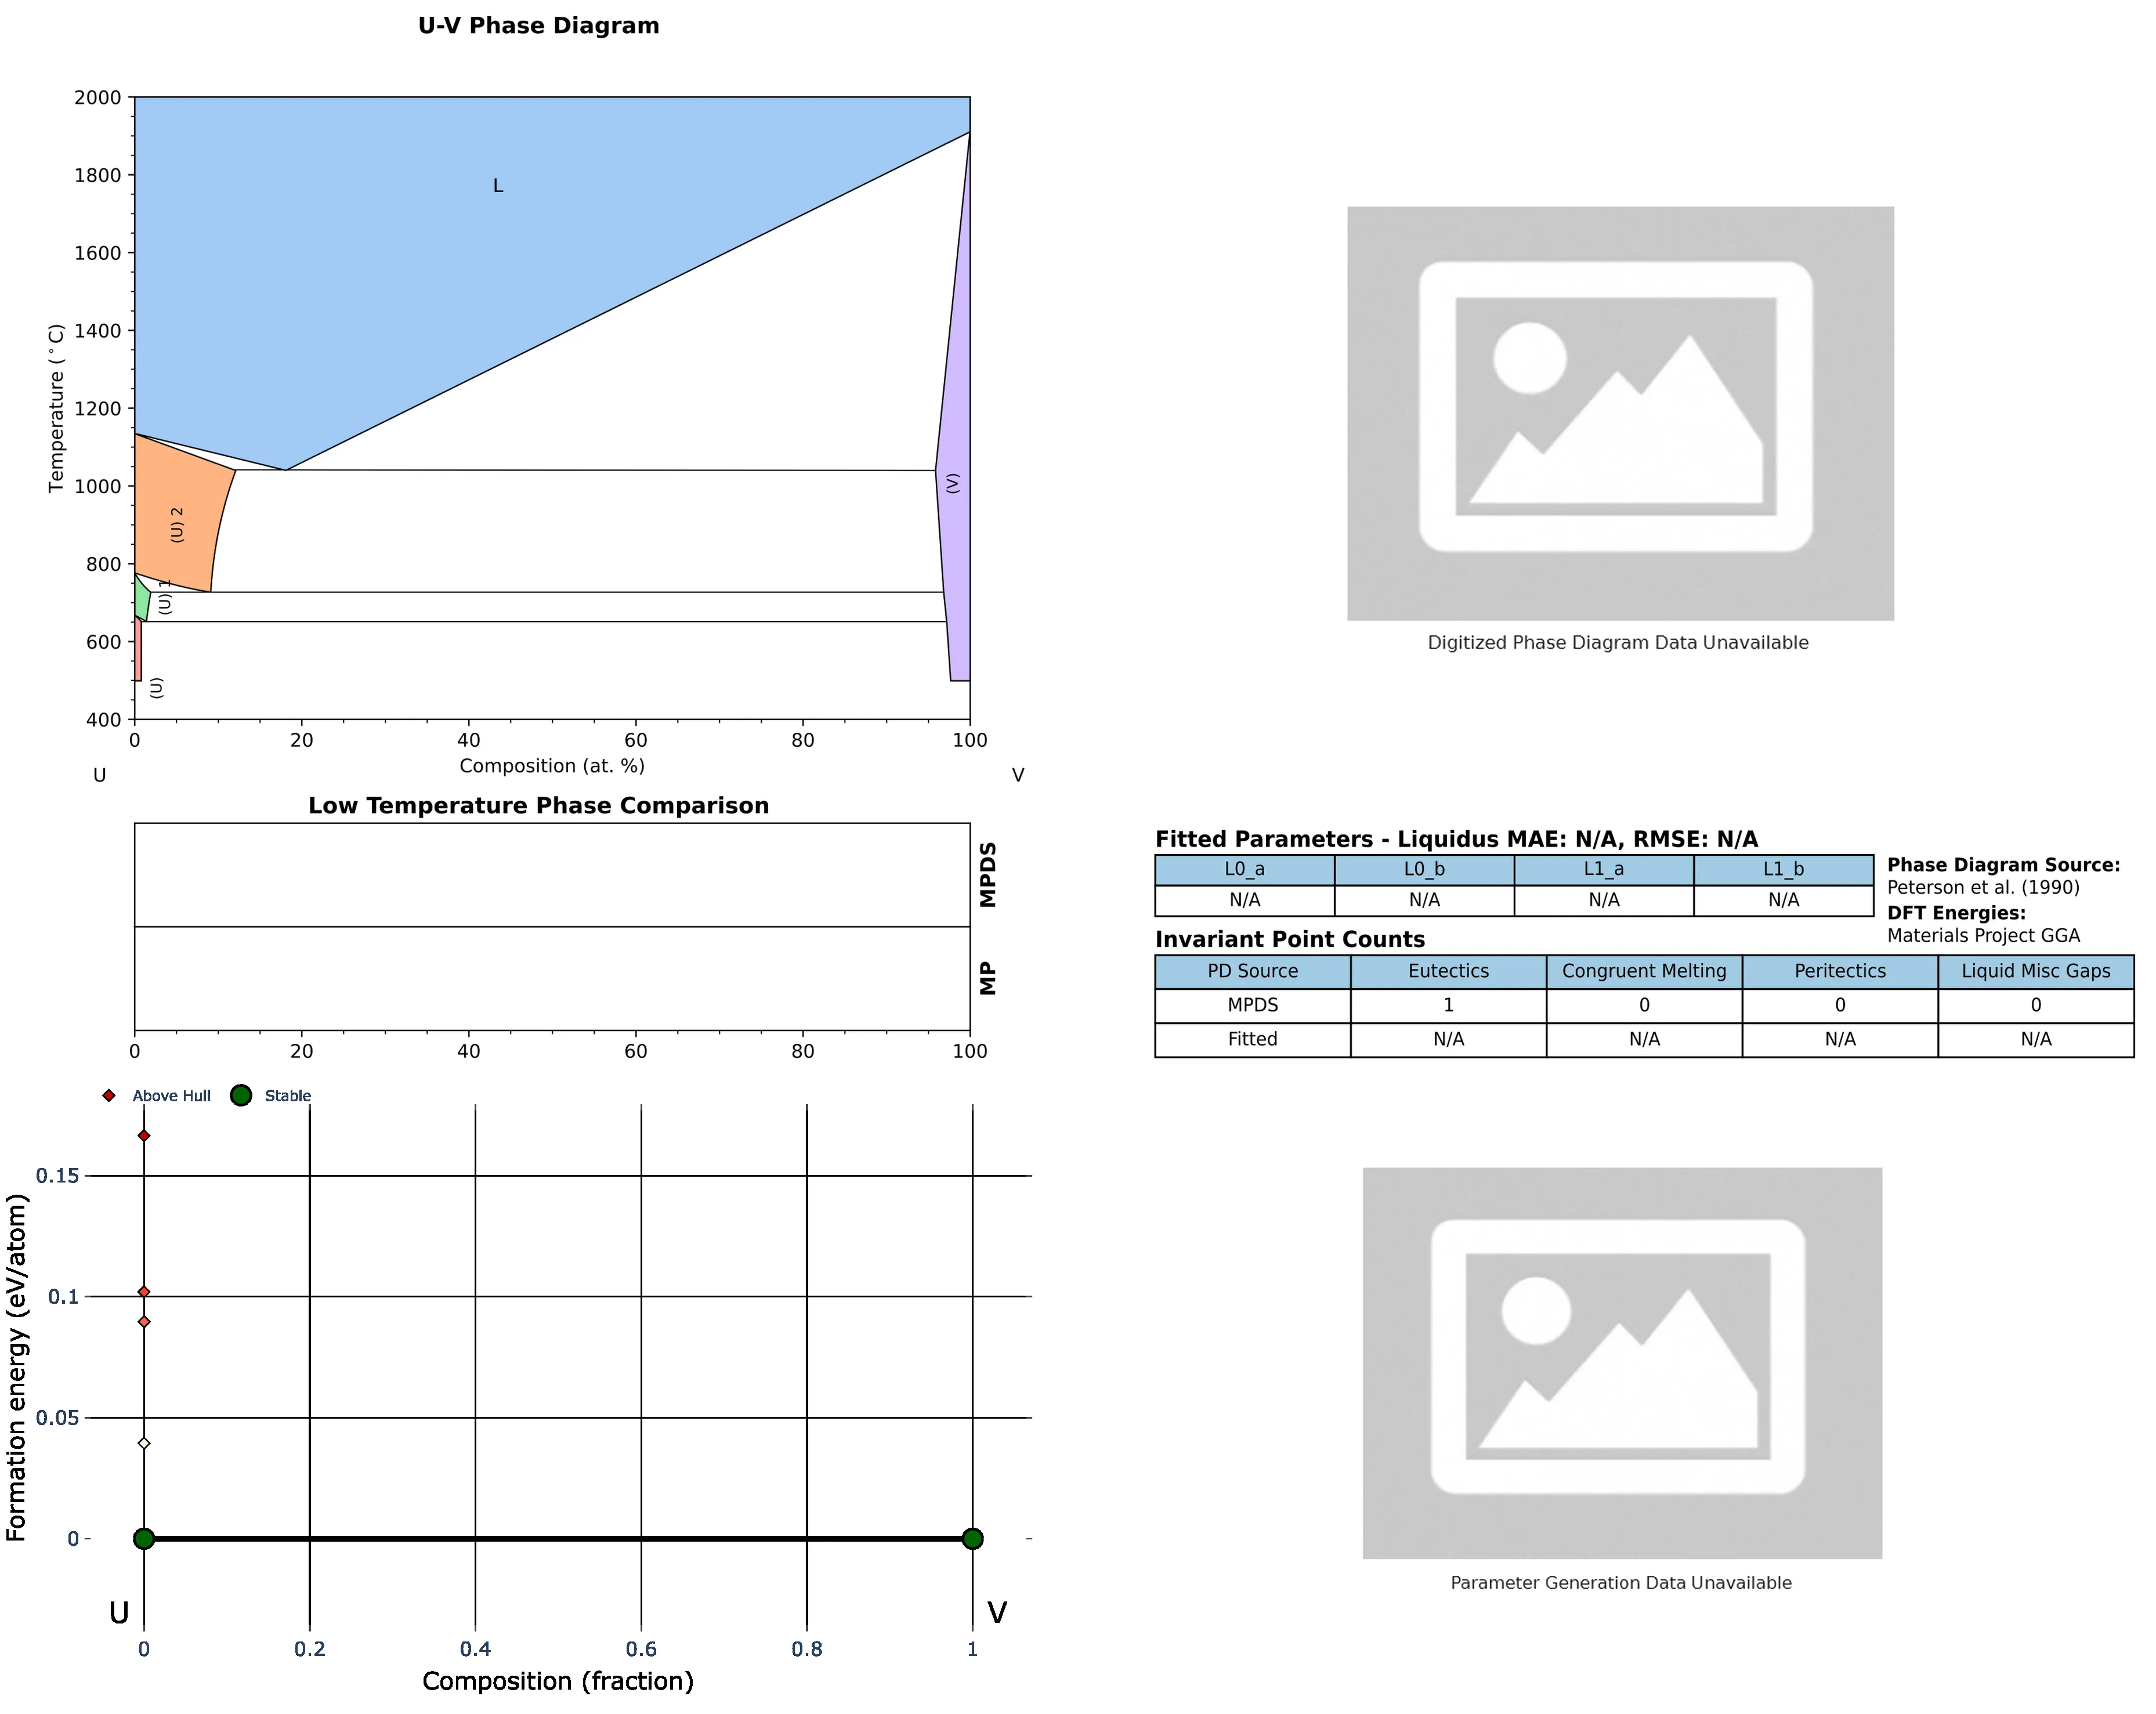 U-V Phase Diagram
2000
1800
1600
1400
1200
1000
800
600
400
Temperature (°C)
L
(V)
(U) 2
(U) 1
(U)
0 20 40 60 80 100
Composition (at. %)
U V
Digitized Phase Diagram Data Unavailable
Low Temperature Phase Comparison
MPDS
MP
0 20 40 60 80 100
Fitted Parameters - Liquidus MAE: N/A, RMSE: N/A
L0_a L0_b L1_a L1_b
N/A N/A N/A N/A
Phase Diagram Source:
Peterson et al. (1990)
DFT Energies:
Materials Project GGA
Invariant Point Counts
PD Source Eutectics Congruent Melting Peritectics Liquid Misc Gaps
MPDS 1 0 0 0
Fitted N/A N/A N/A N/A
Above Hull Stable
0.15
0.1
0.05
0
Formation energy (eV/atom)
U V
0 0.2 0.4 0.6 0.8 1
Composition (fraction)
Parameter Generation Data Unavailable